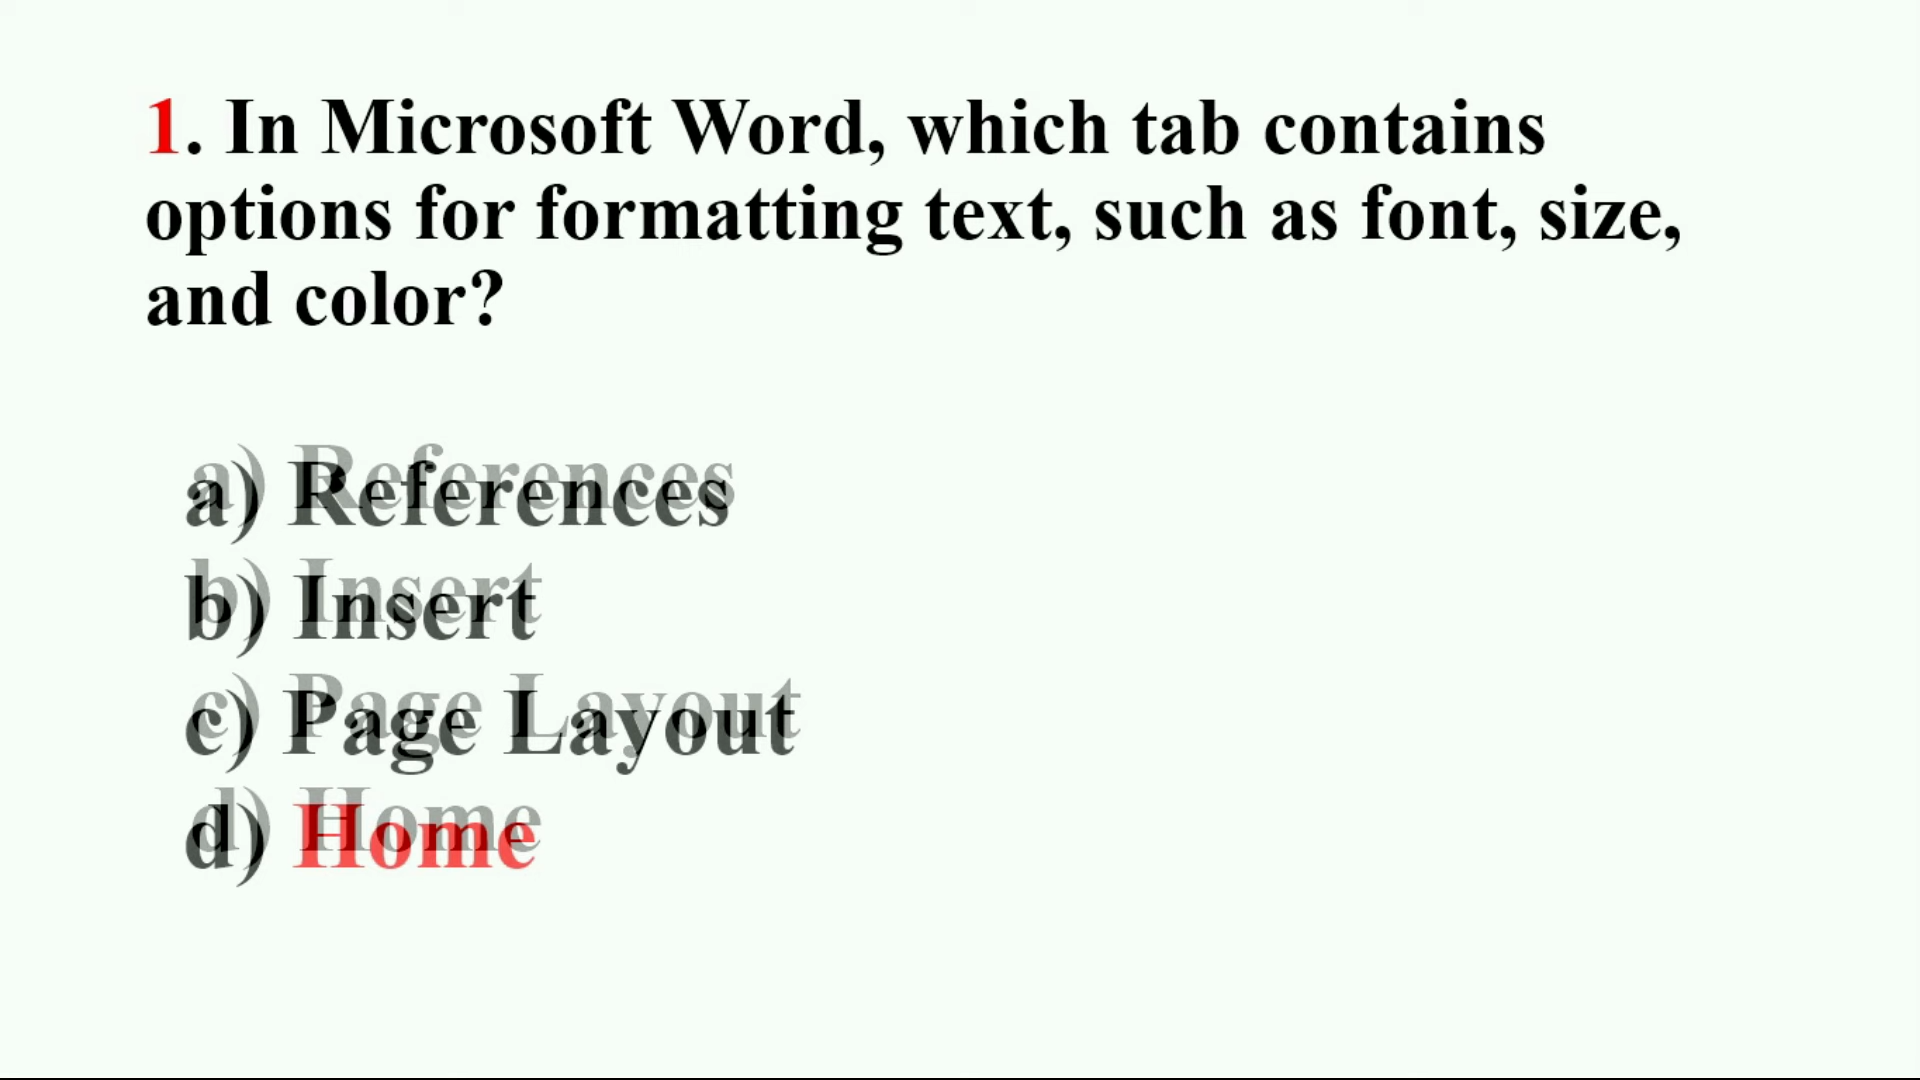 1. In Microsoft Word, which tab contains
options for formatting text, such as font, size,
and color?
a) References
b) Insert
c) Page Layout
d) Home